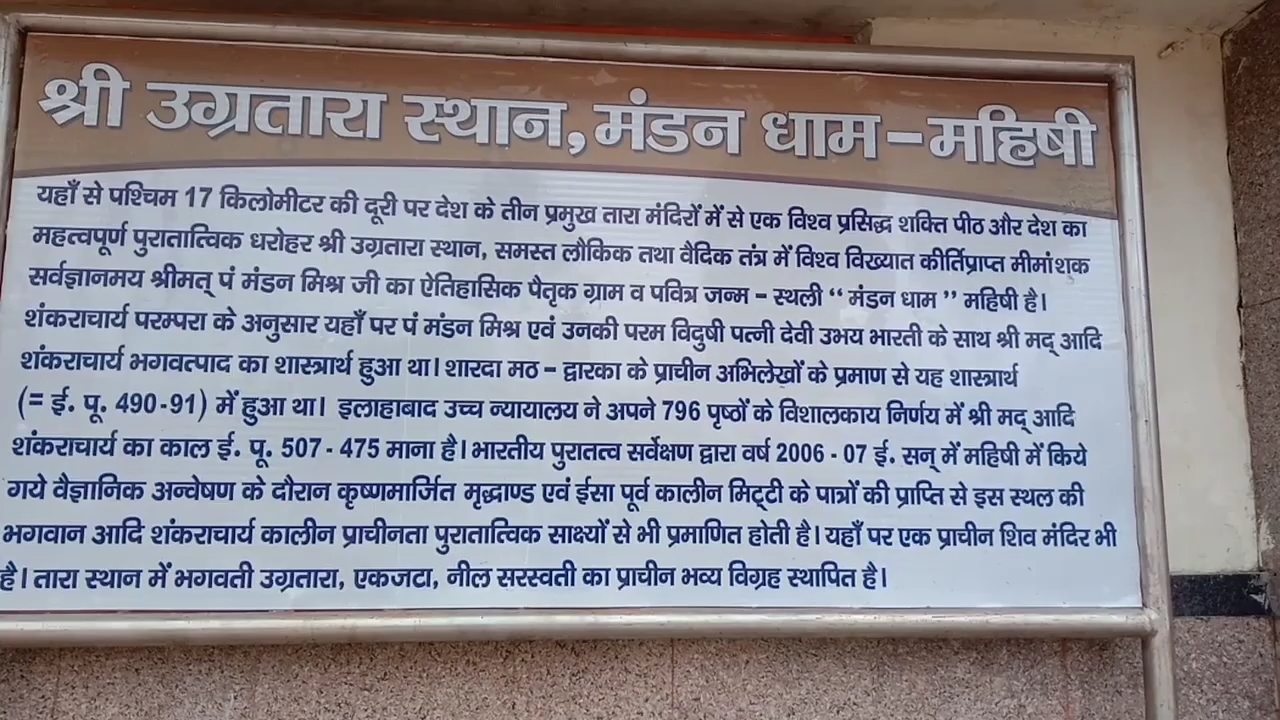 श्री उग्रतारा स्थान, मंडन धाम – महिषी
यहाँ से पश्चिम 17 किलोमीटर की दूरी पर देश के तीन प्रमुख तारा मंदिरों में से एक विश्व प्रसिद्ध शक्ति पीठ और देश का
महत्वपूर्ण पुरातात्विक धरोहर श्री उग्रतारा स्थान, समस्त लौकिक तथा वैदिक तंत्र में विश्व विख्यात कीर्तिप्राप्त मीमांशक
सर्वज्ञानमय श्रीमत् पं मंडन मिश्र जी का ऐतिहासिक पैतृक ग्राम व पवित्र जन्म – स्थली “ मंडन धाम ” महिषी है।
शंकराचार्य परम्परा के अनुसार यहाँ पर पं मंडन मिश्र एवं उनकी परम विदुषी पत्नी देवी उभय भारती के साथ श्री मद् आदि
शंकराचार्य भगवत्पाद का शास्त्रार्थ हुआ था। शारदा मठ – द्वारका के प्राचीन अभिलेखों के प्रमाण से यह शास्त्रार्थ
(= ई. पू. 490-91) में हुआ था। इलाहाबाद उच्च न्यायालय ने अपने 796 पृष्ठों के विशालकाय निर्णय में श्री मद् आदि
शंकराचार्य का काल ई. पू. 507 - 475 माना है। भारतीय पुरातत्व सर्वेक्षण द्वारा वर्ष 2006 - 07 ई. सन् में महिषी में किये
गये वैज्ञानिक अन्वेषण के दौरान कृष्णमार्जित मृद्भाण्ड एवं ईसा पूर्व कालीन मिट्टी के पात्रों की प्राप्ति से इस स्थल की
भगवान आदि शंकराचार्य कालीन प्राचीनता पुरातात्विक साक्ष्यों से भी प्रमाणित होती है। यहाँ पर एक प्राचीन शिव मंदिर भी
है। तारा स्थान में भगवती उग्रतारा, एकजटा, नील सरस्वती का प्राचीन भव्य विग्रह स्थापित है।